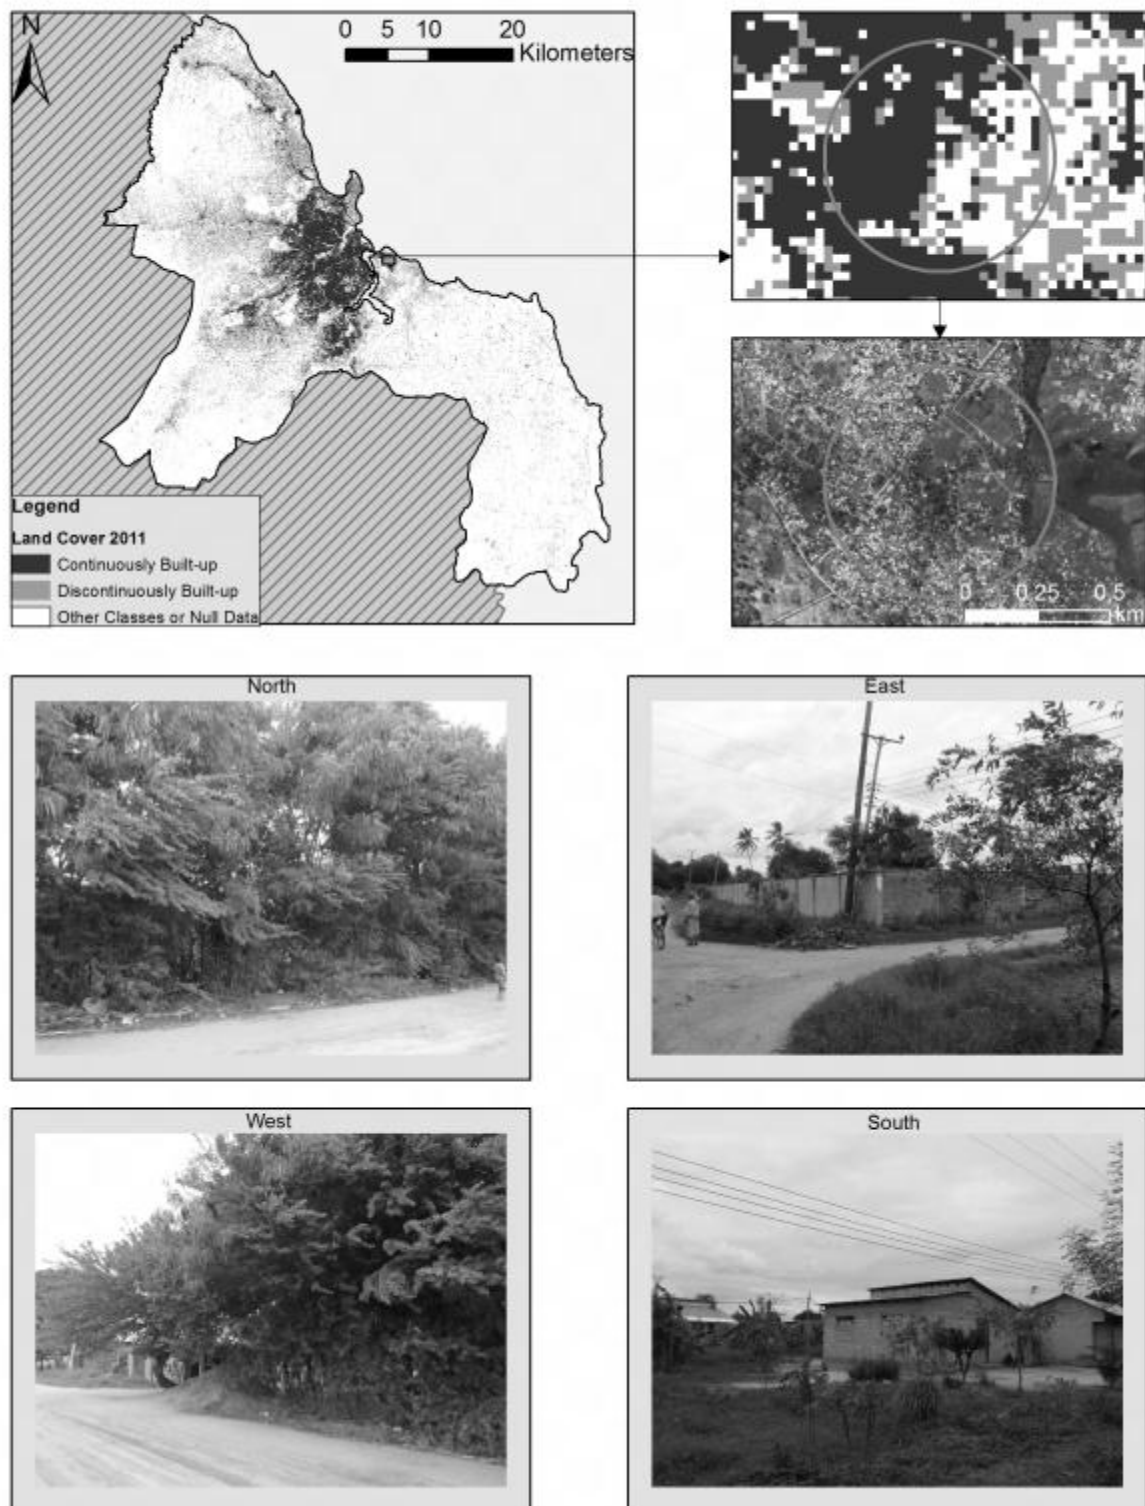 N
0 5 10 20
Kilometers
Legend
Land Cover 2011
Continuously Built-up
Discontinuously Built-up
Other Classes or Null Data
0 0.25 0.5
km
North
East
West
South